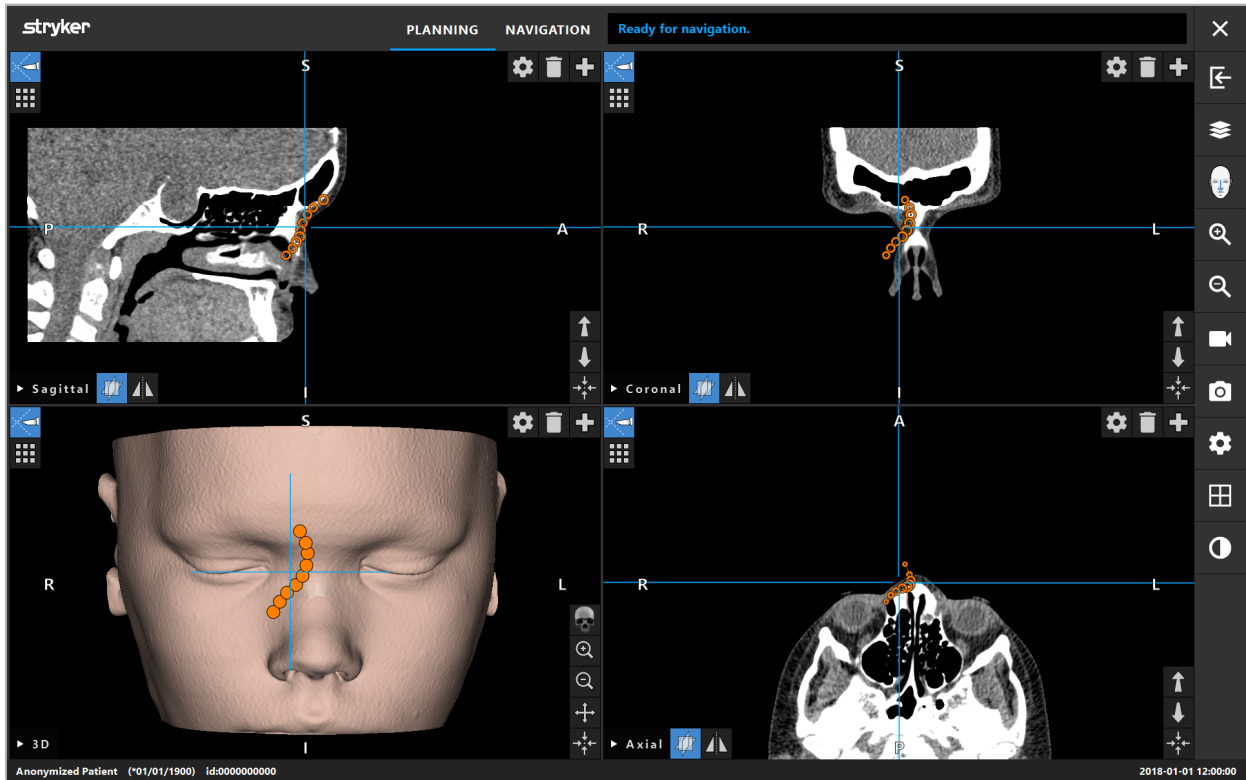 stryker
PLANNING NAVIGATION
Ready for navigation.
S
P
A
I
Sagittal
S
R
L
I
Coronal
S
R
L
I
3D
A
R
L
P
Axial
Anonymized Patient (*01/01/1900) id:0000000000
2018-01-01 12:00:00